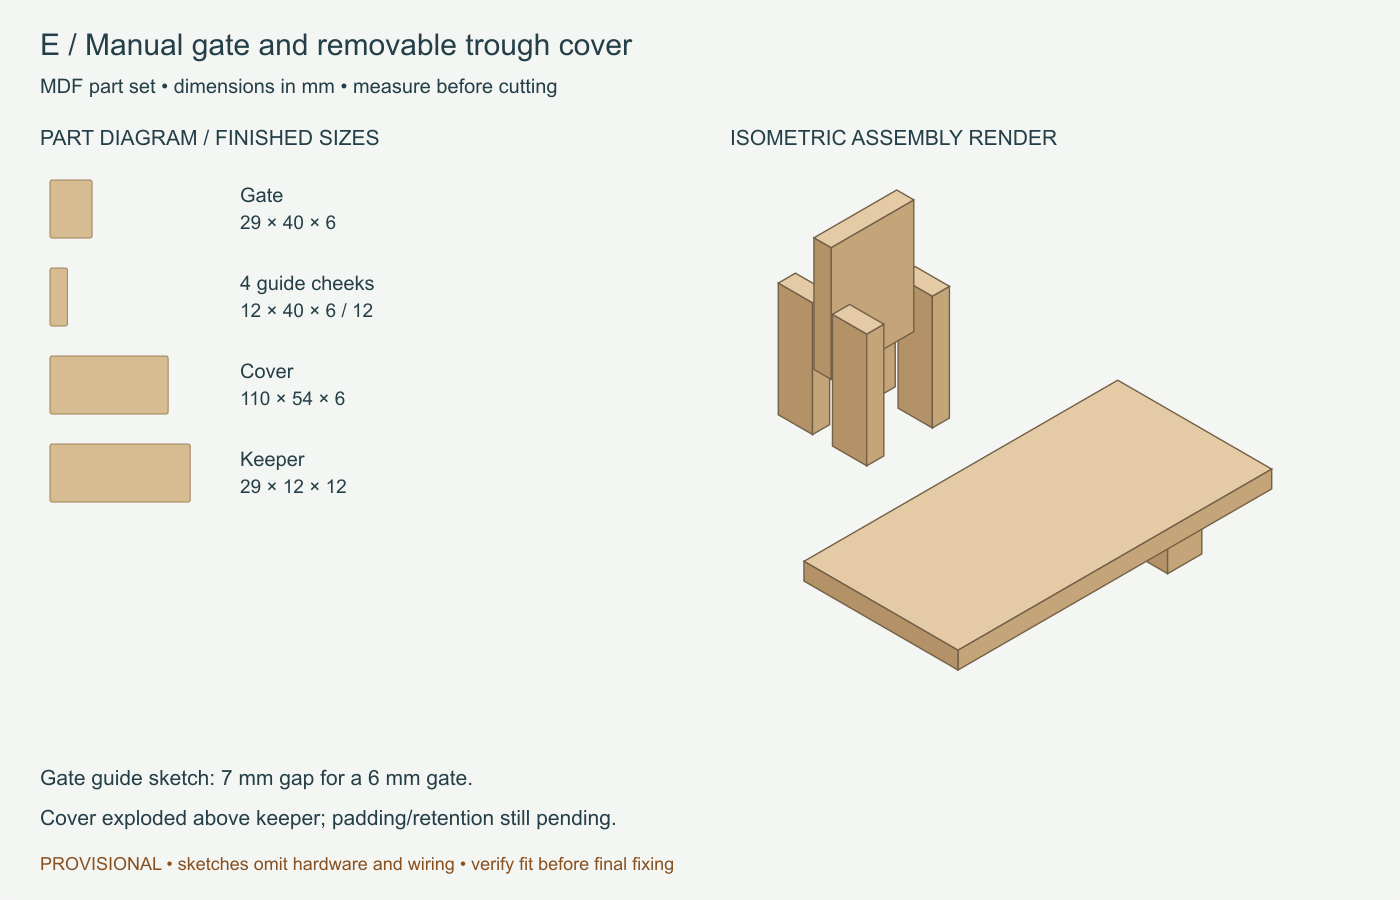 E / Manual gate and removable trough cover
MDF part set • dimensions in mm • measure before cutting
PART DIAGRAM / FINISHED SIZES
Gate
29 × 40 × 6
4 guide cheeks
12 × 40 × 6 / 12
Cover
110 × 54 × 6
Keeper
29 × 12 × 12
ISOMETRIC ASSEMBLY RENDER
Gate guide sketch: 7 mm gap for a 6 mm gate.
Cover exploded above keeper; padding/retention still pending.
PROVISIONAL • sketches omit hardware and wiring • verify fit before final fixing